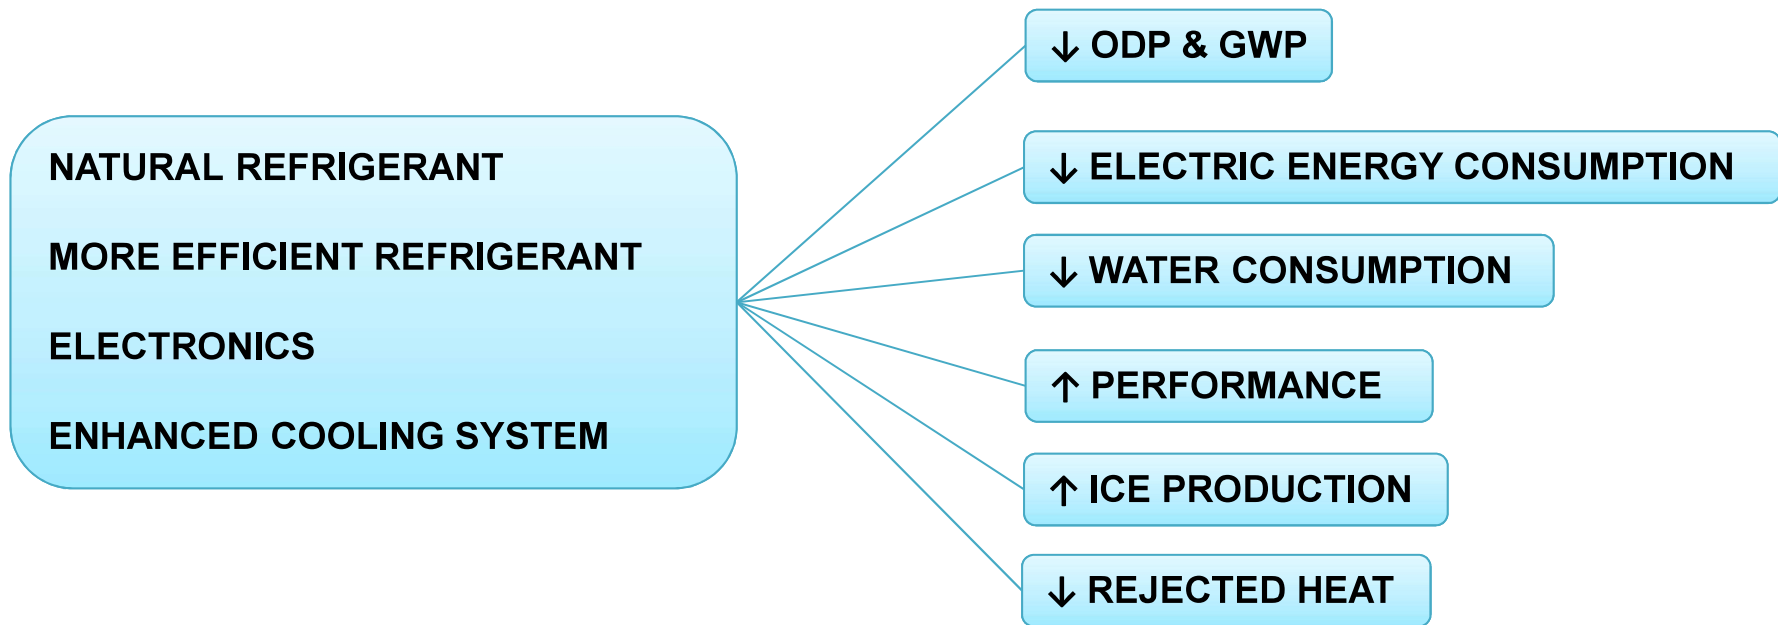 NATURAL REFRIGERANT
MORE EFFICIENT REFRIGERANT
ELECTRONICS
ENHANCED COOLING SYSTEM
↓ ODP & GWP
↓ ELECTRIC ENERGY CONSUMPTION
↓ WATER CONSUMPTION
↑ PERFORMANCE
↑ ICE PRODUCTION
↓ REJECTED HEAT